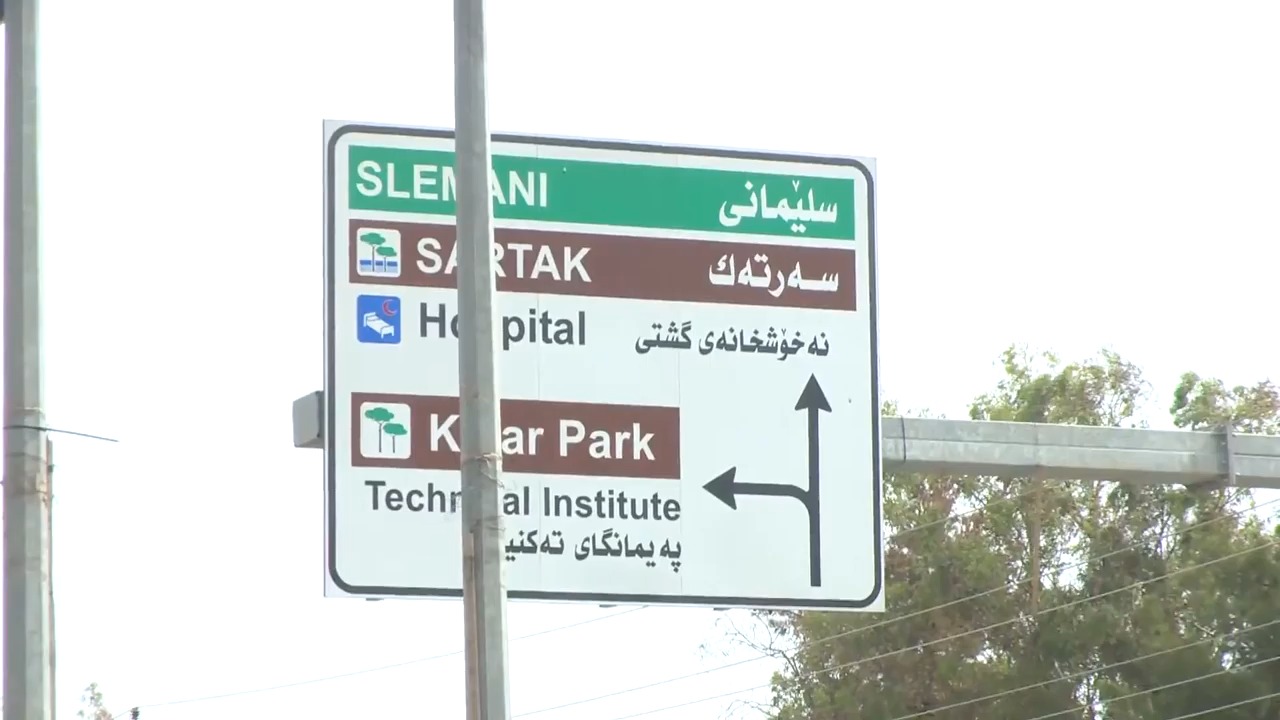 SLEMANI سلێمانی
SARTAK سەرتەك
Hospital نەخۆشخانەی گشتی
Park
Technical Institute
پەیمانگای